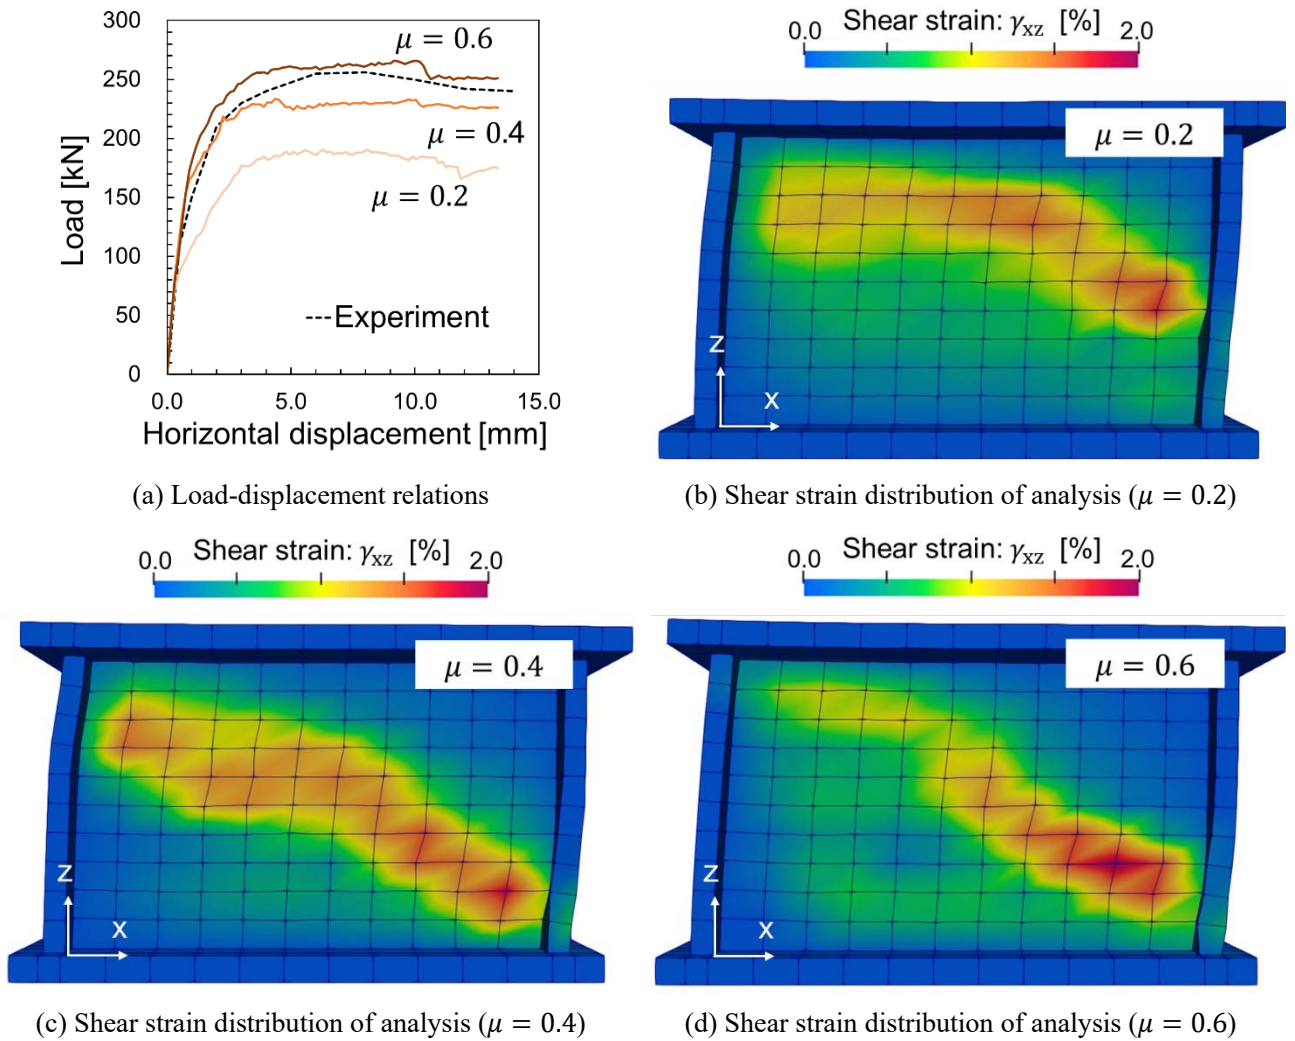 300
250
200
150
100
50
0
Load [kN]
μ = 0.6
μ = 0.4
μ = 0.2
Experiment
0.0 5.0 10.0 15.0
Horizontal displacement [mm]
(a) Load-displacement relations
Shear strain: γxz [%]
0.0 2.0
μ = 0.2
z
x
(b) Shear strain distribution of analysis (μ = 0.2)
Shear strain: γxz [%]
0.0 2.0
μ = 0.4
z
x
(c) Shear strain distribution of analysis (μ = 0.4)
Shear strain: γxz [%]
0.0 2.0
μ = 0.6
z
x
(d) Shear strain distribution of analysis (μ = 0.6)